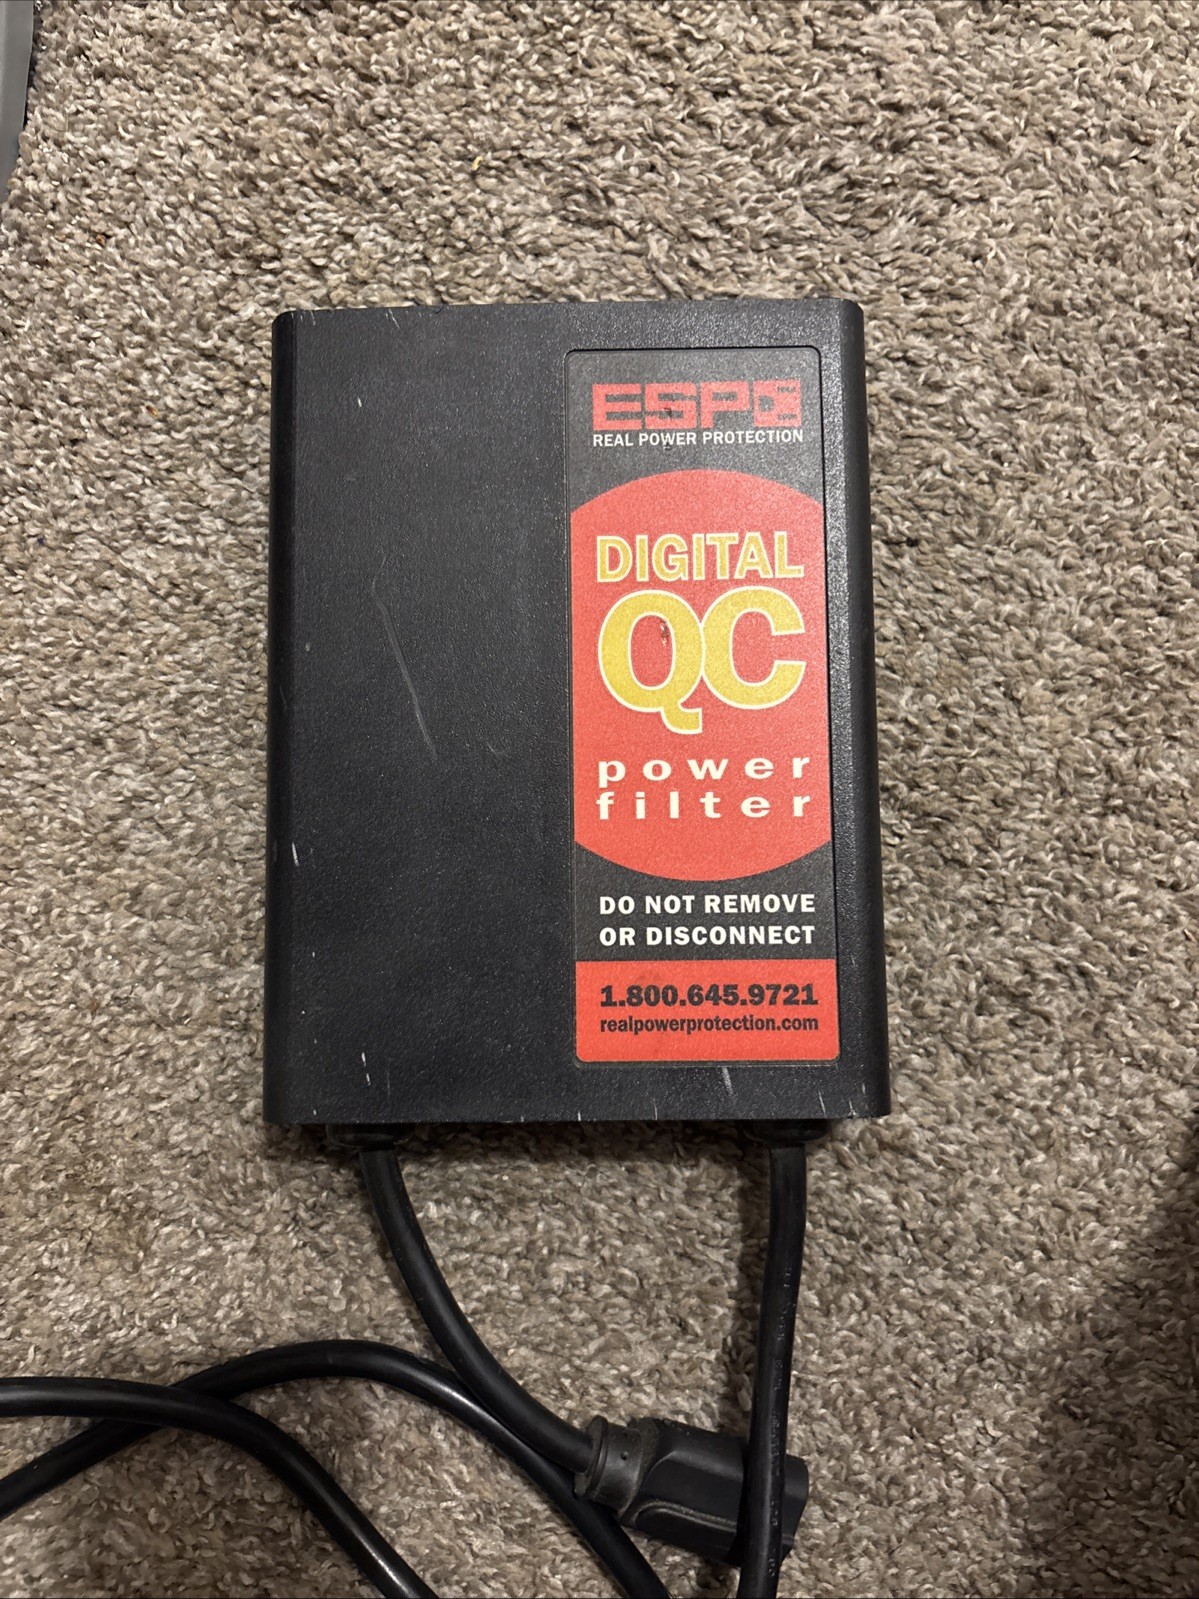 ESP
REAL POWER PROTECTION
DIGITAL
QC
power
filter
DO NOT REMOVE
OR DISCONNECT
1.800.645.9721
realpowerprotection.com